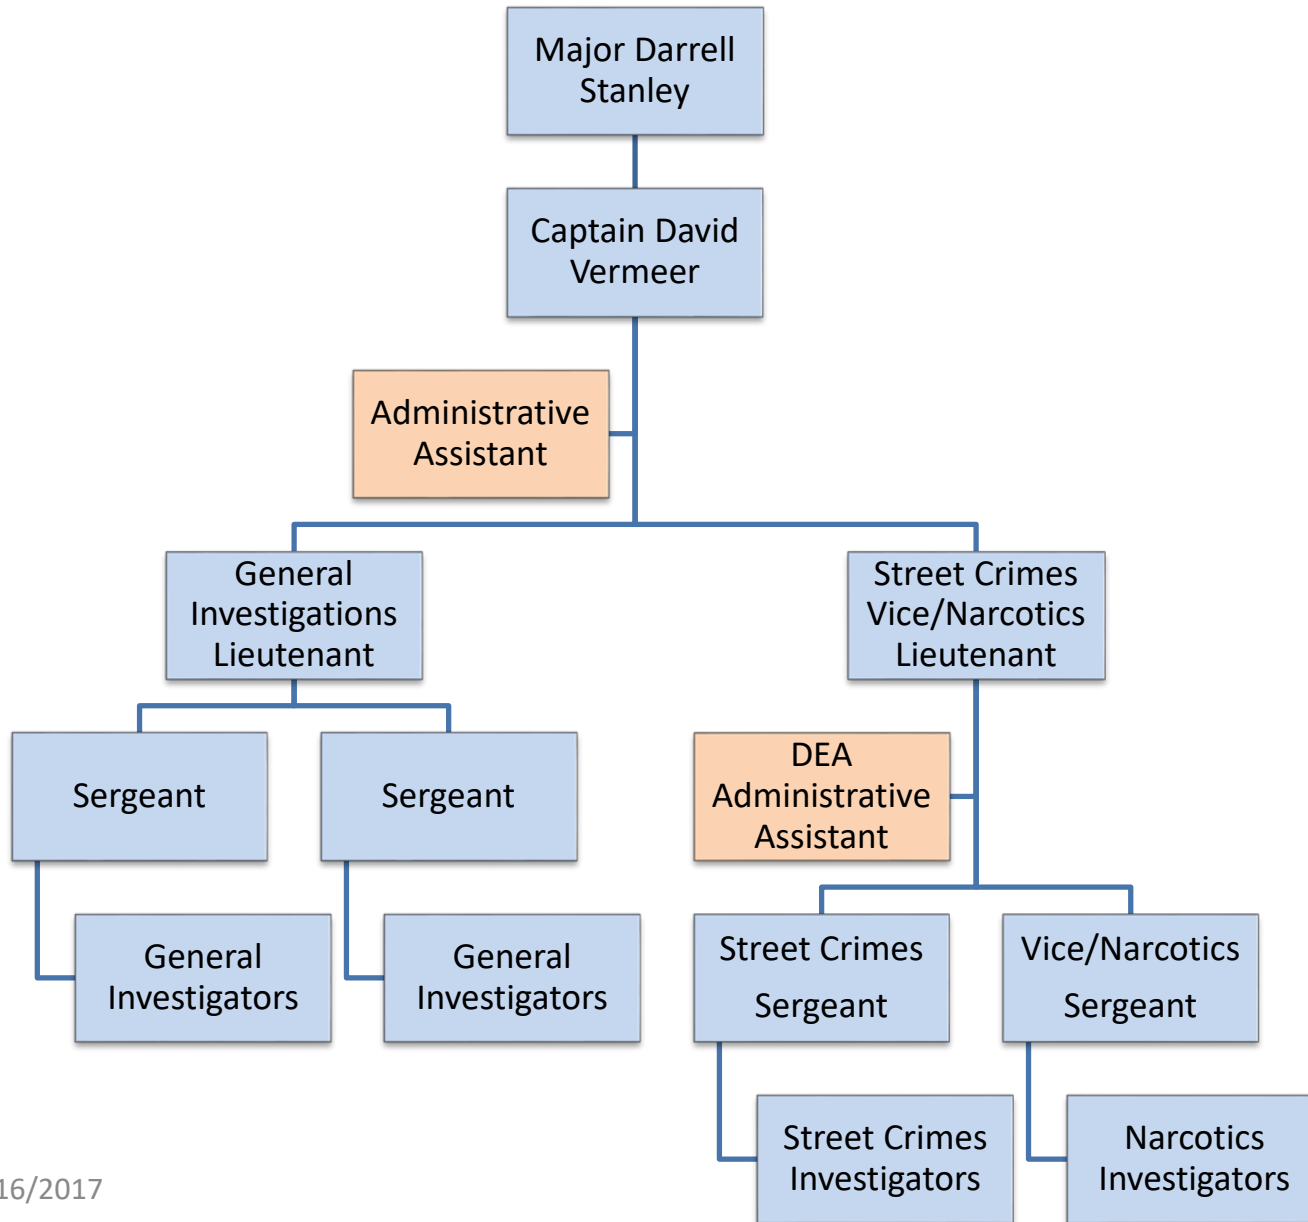 Major Darrell
Stanley
Captain David
Vermeer
Administrative
Assistant
General
Investigations
Lieutenant
Street Crimes
Vice/Narcotics
Lieutenant
Sergeant
Sergeant
DEA
Administrative
Assistant
General
Investigators
General
Investigators
Street Crimes
Sergeant
Vice/Narcotics
Sergeant
Street Crimes
Investigators
Narcotics
Investigators
16/2017